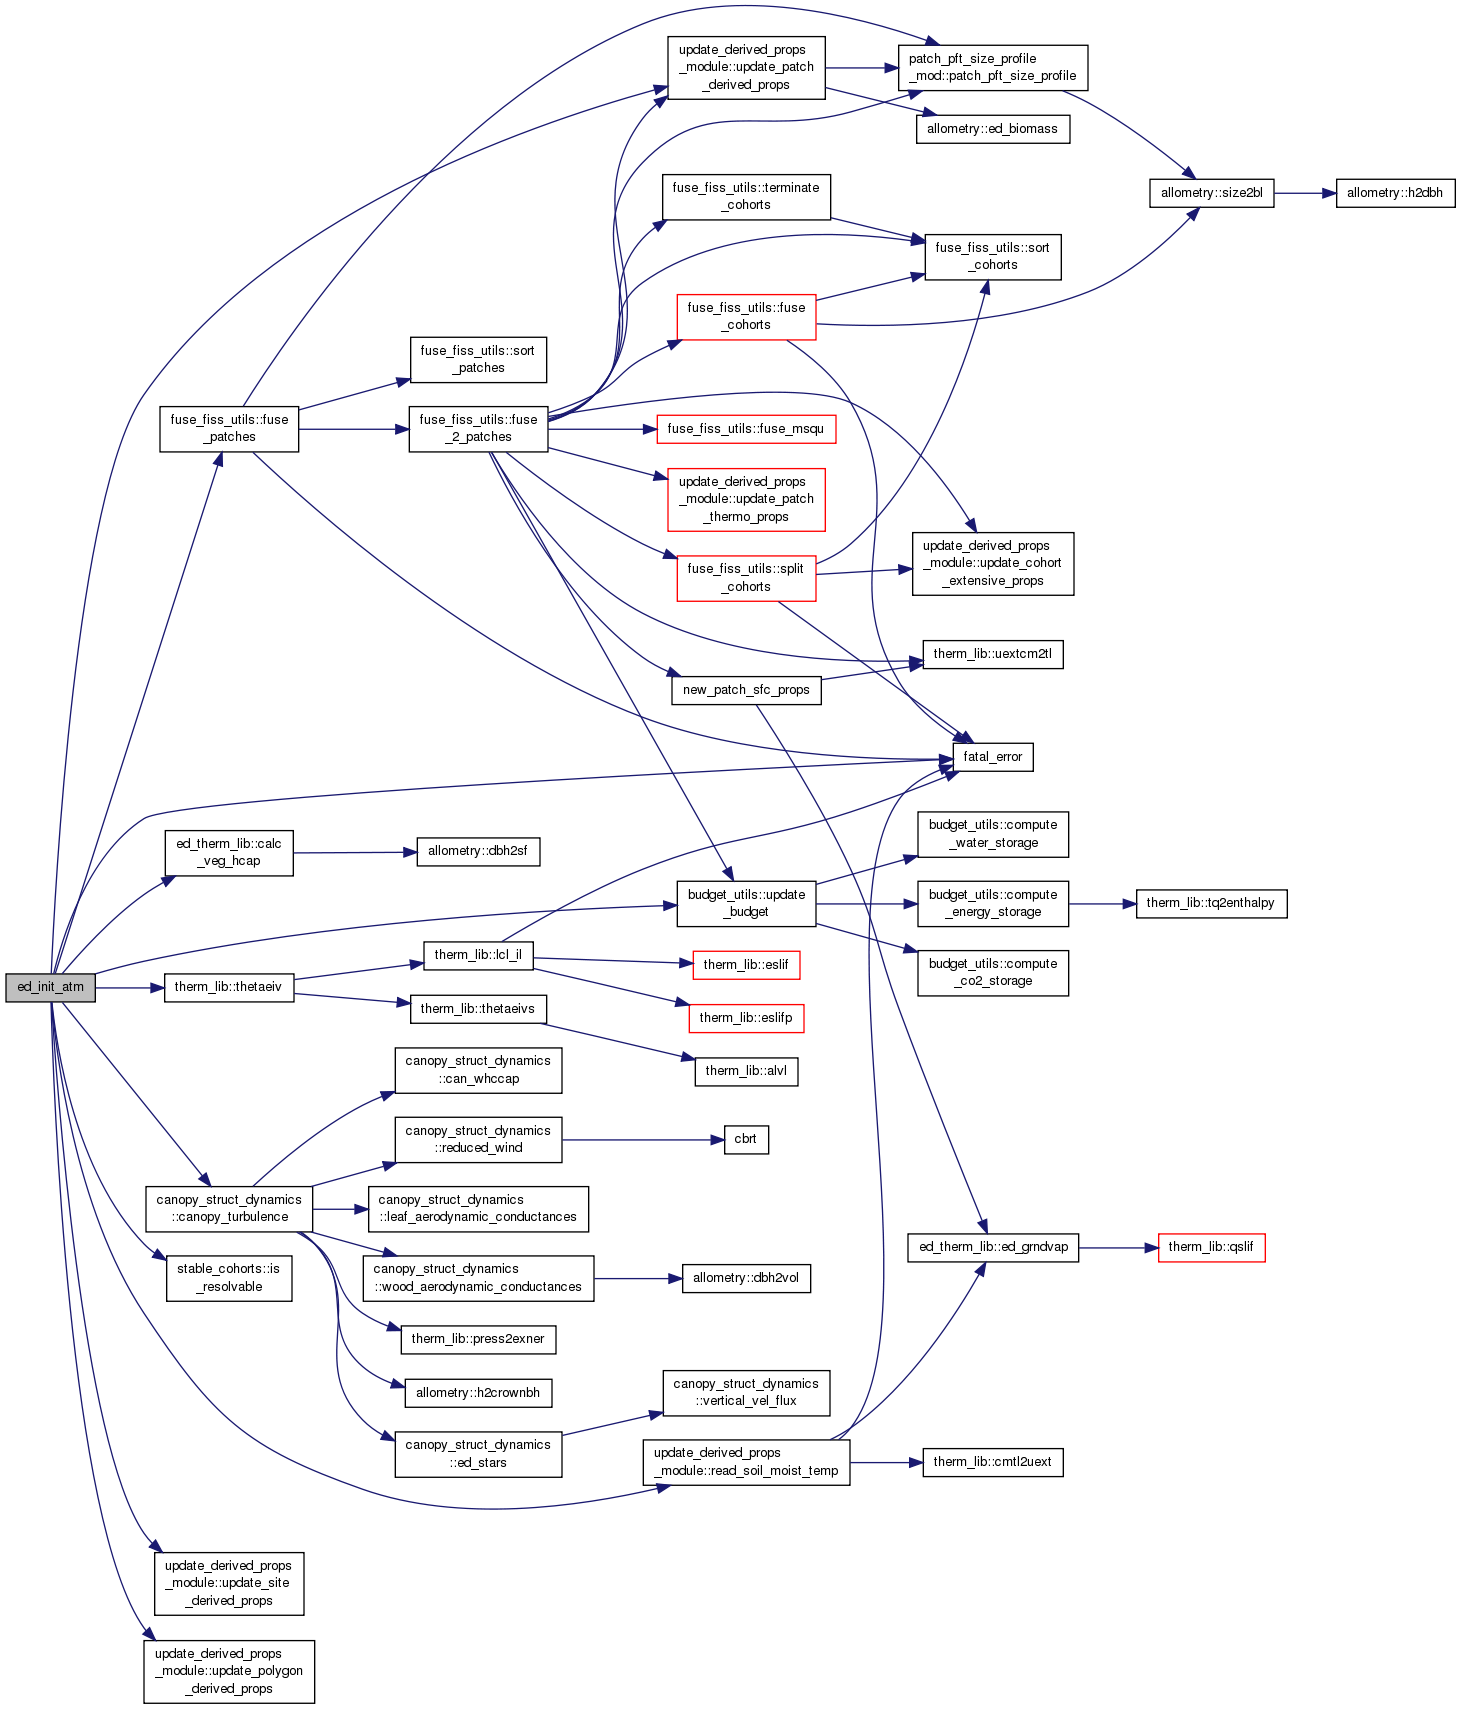 update_derived_props
_module::update_patch
_derived_props
patch_pft_size_profile
_mod::patch_pft_size_profile
allometry::ed_biomass
fuse_fiss_utils::terminate
_cohorts
allometry::size2bl
allometry::h2dbh
fuse_fiss_utils::sort
_cohorts
fuse_fiss_utils::fuse
_cohorts
fuse_fiss_utils::sort
_patches
fuse_fiss_utils::fuse
_patches
fuse_fiss_utils::fuse
_2_patches
fuse_fiss_utils::fuse_msqu
update_derived_props
_module::update_patch
_thermo_props
fuse_fiss_utils::split
_cohorts
update_derived_props
_module::update_cohort
_extensive_props
therm_lib::uextcm2tl
new_patch_sfc_props
fatal_error
ed_therm_lib::calc
_veg_hcap
allometry::dbh2sf
budget_utils::compute
_water_storage
budget_utils::update
_budget
budget_utils::compute
_energy_storage
therm_lib::tq2enthalpy
budget_utils::compute
_co2_storage
therm_lib::lcl_il
therm_lib::eslif
ed_init_atm
therm_lib::thetaeiv
therm_lib::thetaeivs
therm_lib::eslifp
therm_lib::alvl
canopy_struct_dynamics
::can_whccap
canopy_struct_dynamics
::reduced_wind
cbrt
canopy_struct_dynamics
::canopy_turbulence
canopy_struct_dynamics
::leaf_aerodynamic_conductances
ed_therm_lib::ed_grndvap
therm_lib::qslif
stable_cohorts::is
_resolvable
canopy_struct_dynamics
::wood_aerodynamic_conductances
allometry::dbh2vol
therm_lib::press2exner
allometry::h2crownbh
canopy_struct_dynamics
::vertical_vel_flux
canopy_struct_dynamics
::ed_stars
update_derived_props
_module::read_soil_moist_temp
therm_lib::cmtl2uext
update_derived_props
_module::update_site
_derived_props
update_derived_props
_module::update_polygon
_derived_props